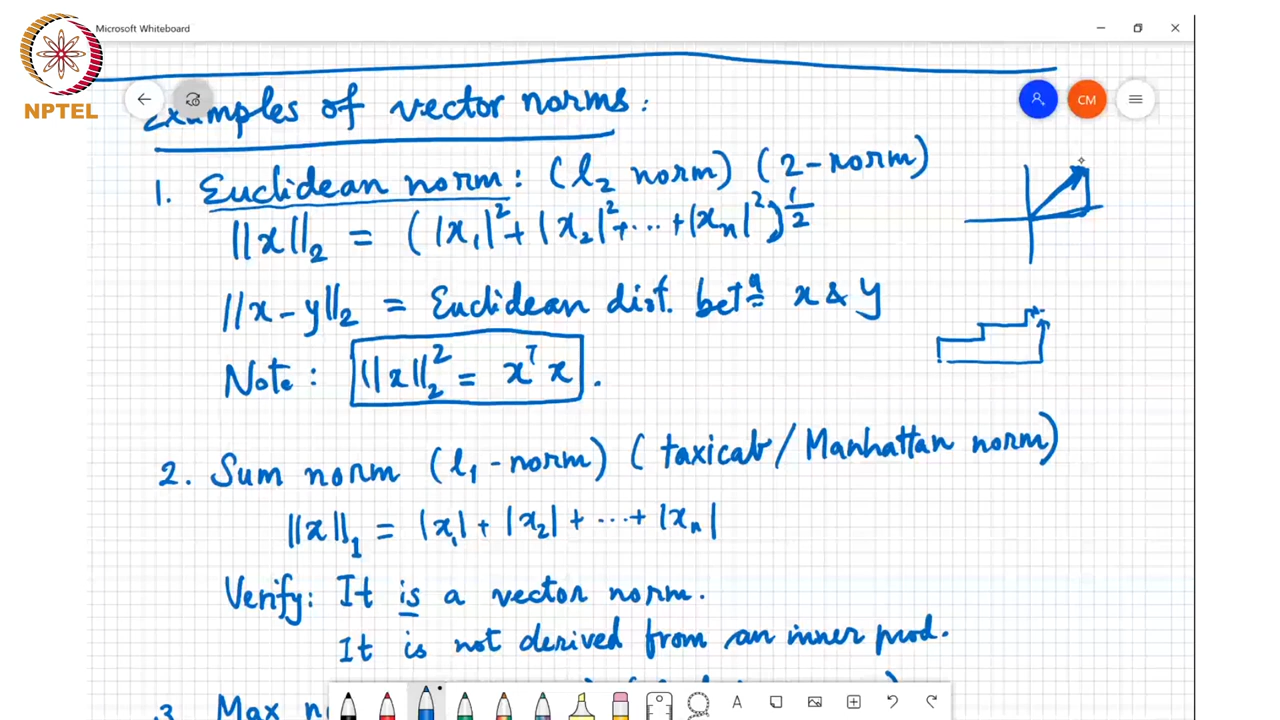 Microsoft Whiteboard
NPTEL
CM
Examples of vector norms:
1. Euclidean norm: (l₂ norm) (2-norm)
||x||₂ = (|x₁|² + |x₂|² + ... + |xₙ|²)^½
||x - y||₂ = Euclidean dist. betⁿ x & y
Note: ||x||₂² = xᵀx.
2. Sum norm (l₁-norm) (taxicab/Manhattan norm)
||x||₁ = |x₁| + |x₂| + ... + |xₙ|
Verify: It is a vector norm.
It is not derived from an inner prod.
3. Max